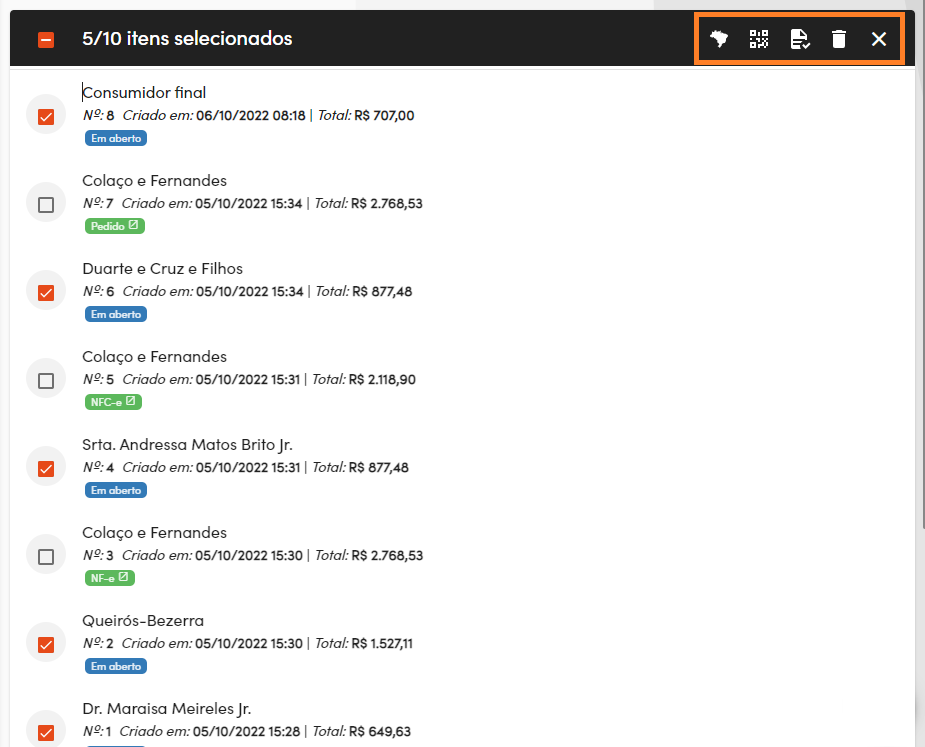 5/10 itens selecionados
Consumidor final
Nº: 8 Criado em: 06/10/2022 08:18 | Total: R$ 707,00
Em aberto
Colaço e Fernandes
Nº: 7 Criado em: 05/10/2022 15:34 | Total: R$ 2.768,53
Pedido
Duarte e Cruz e Filhos
Nº: 6 Criado em: 05/10/2022 15:34 | Total: R$ 877,48
Em aberto
Colaço e Fernandes
Nº: 5 Criado em: 05/10/2022 15:31 | Total: R$ 2.118,90
NFC-e
Srta. Andressa Matos Brito Jr.
Nº: 4 Criado em: 05/10/2022 15:31 | Total: R$ 877,48
Em aberto
Colaço e Fernandes
Nº: 3 Criado em: 05/10/2022 15:30 | Total: R$ 2.768,53
NF-e
Queirós-Bezerra
Nº: 2 Criado em: 05/10/2022 15:30 | Total: R$ 1.527,11
Em aberto
Dr. Maraisa Meireles Jr.
Nº: 1 Criado em: 05/10/2022 15:28 | Total: R$ 649,63